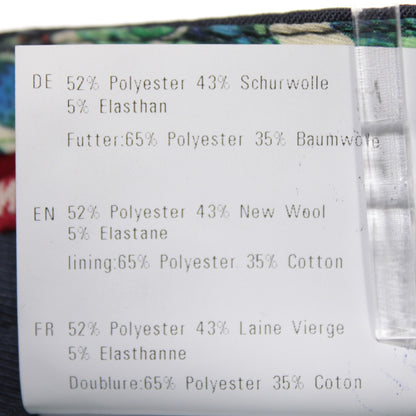 DE 52% Polyester 43% Schurwolle
5% Elasthan
Futter:65% Polyester 35% Baumwolle
EN 52% Polyester 43% New Wool
5% Elastane
lining:65% Polyester 35% Cotton
FR 52% Polyester 43% Laine Vierge
5% Elasthanne
Doublure:65% Polyester 35% Coton